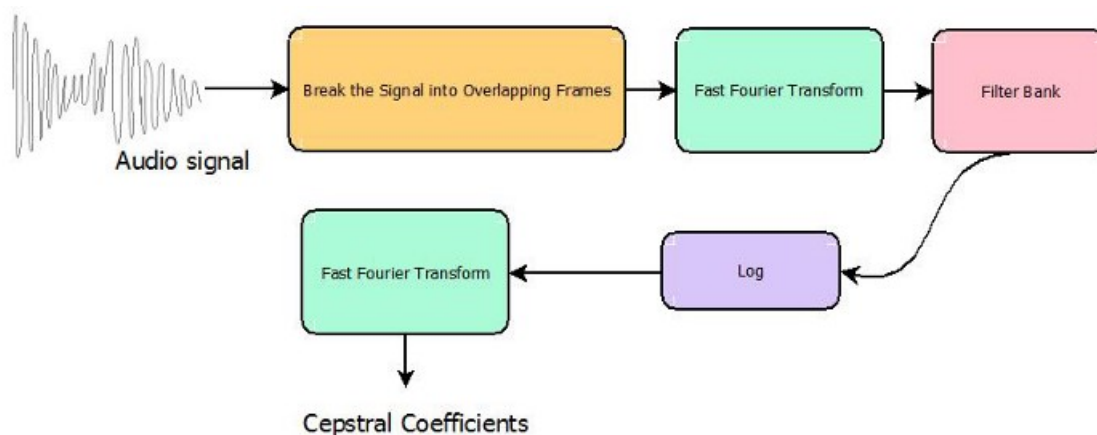 Break the Signal into Overlapping Frames
Fast Fourier Transform
Filter Bank
Audio signal
Log
Fast Fourier Transform
Cepstral Coefficients